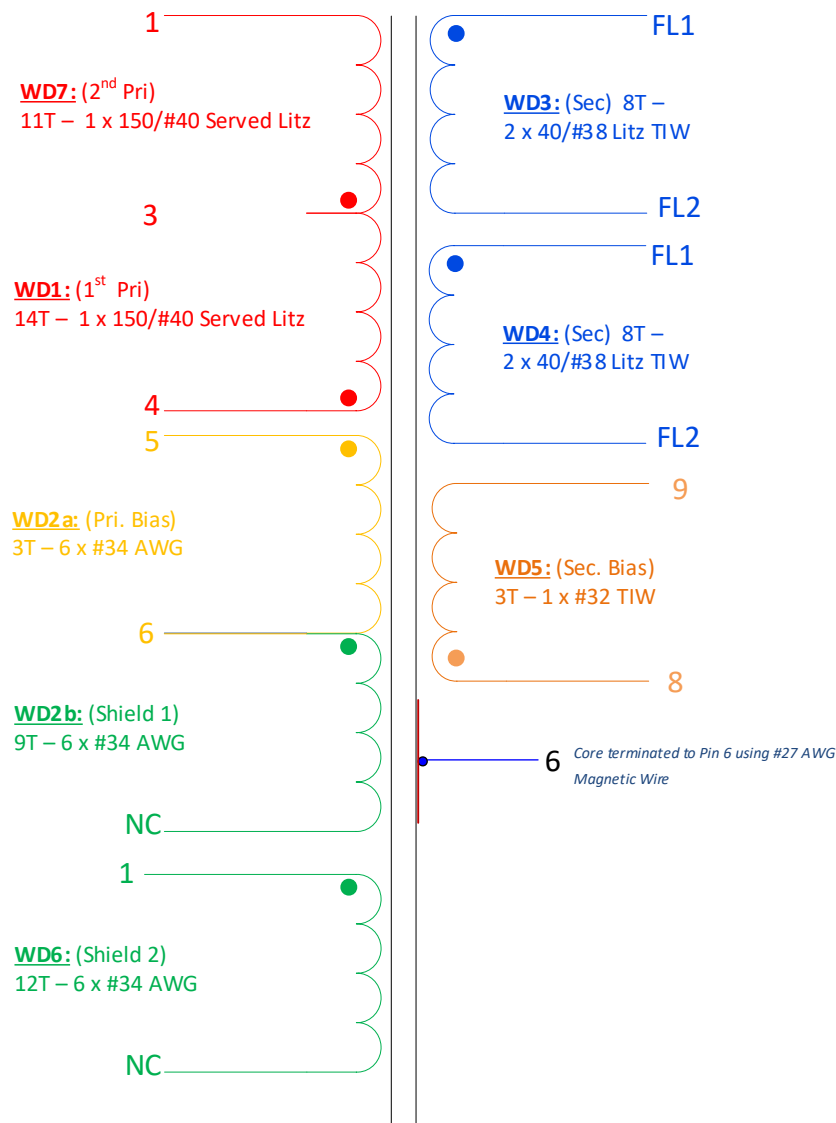 1
WD7: (2nd Pri)
11T – 1 x 150/#40 Served Litz
3
WD1: (1st Pri)
14T – 1 x 150/#40 Served Litz
4
5
WD2a: (Pri. Bias)
3T – 6 x #34 AWG
6
WD2b: (Shield 1)
9T – 6 x #34 AWG
NC
1
WD6: (Shield 2)
12T – 6 x #34 AWG
NC
FL1
WD3: (Sec) 8T –
2 x 40/#38 Litz TIW
FL2
FL1
WD4: (Sec) 8T –
2 x 40/#38 Litz TIW
FL2
9
WD5: (Sec. Bias)
3T – 1 x #32 TIW
8
6 Core terminated to Pin 6 using #27 AWG
Magnetic Wire